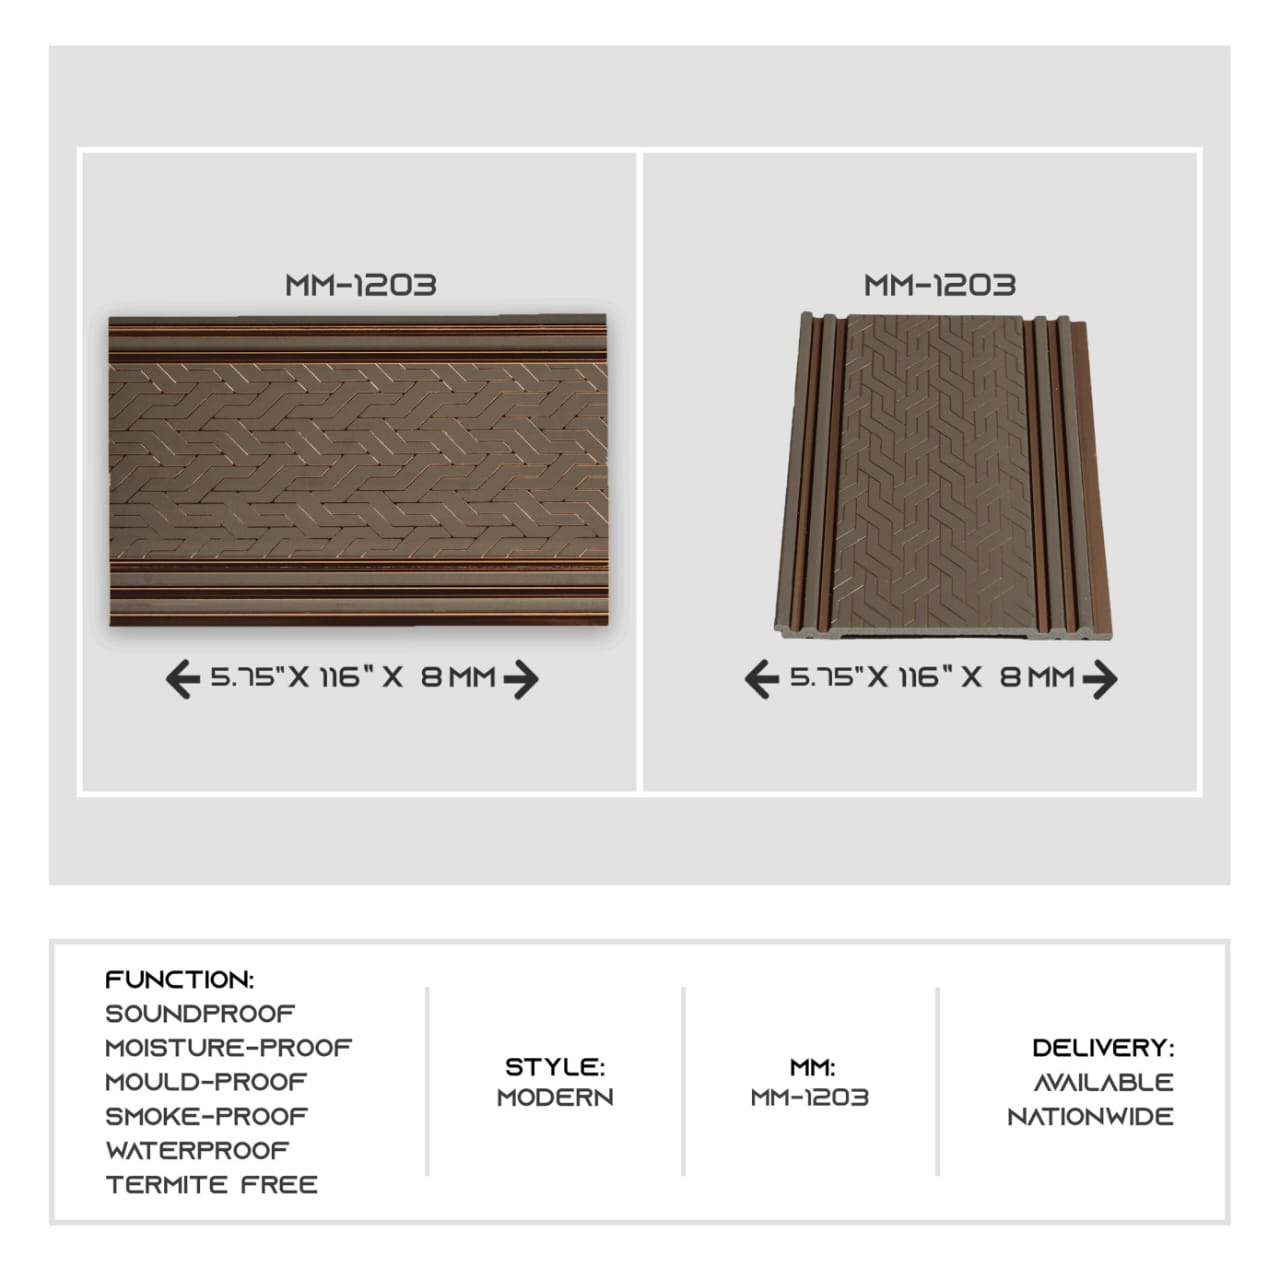 MM-1203
MM-1203
5.75"X 116" X 8 MM
5.75"X 116" X 8 MM
FUNCTION:
SOUNDPROOF
MOISTURE-PROOF
MOULD-PROOF
SMOKE-PROOF
WATERPROOF
TERMITE FREE
STYLE:
MODERN
MM:
MM-1203
DELIVERY:
AVAILABLE
NATIONWIDE